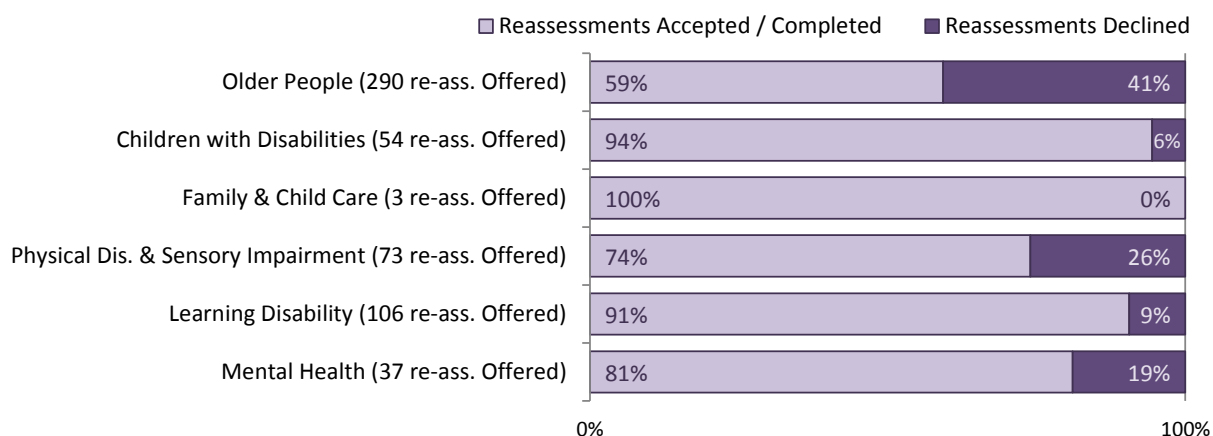 Reassessments Accepted / Completed Reassessments Declined
Older People (290 re-ass. Offered) 59% 41%
Children with Disabilities (54 re-ass. Offered) 94% 6%
Family & Child Care (3 re-ass. Offered) 100% 0%
Physical Dis. & Sensory Impairment (73 re-ass. Offered) 74% 26%
Learning Disability (106 re-ass. Offered) 91% 9%
Mental Health (37 re-ass. Offered) 81% 19%
0% 100%